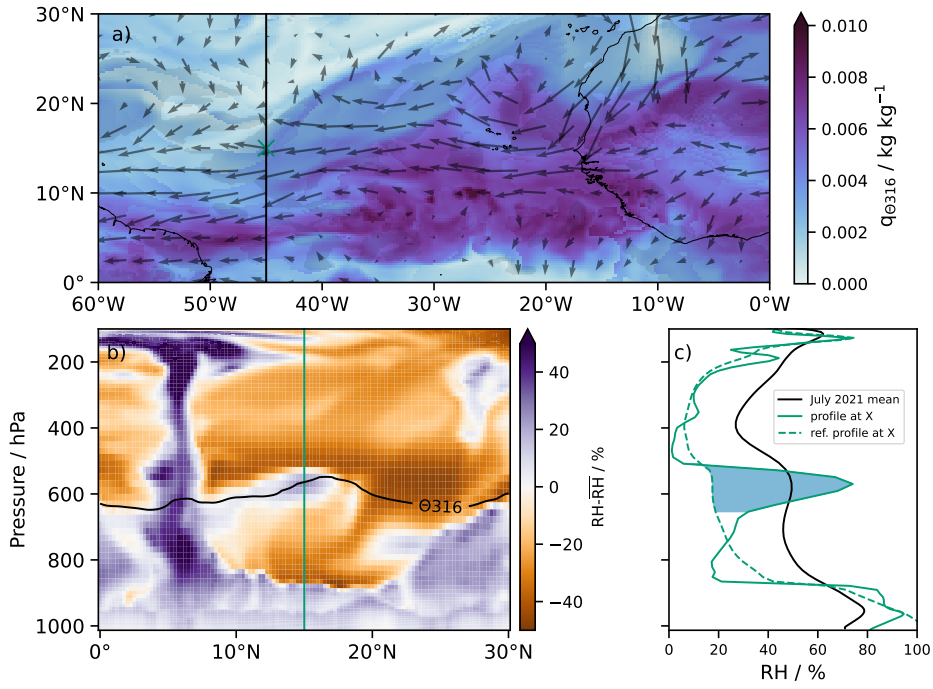 a)
30°N
20°N
10°N
0°
60°W
50°W
40°W
30°W
20°W
10°W
0°W
0.010
0.008
0.006
0.004
0.002
0.000
qΘ316 / kg kg−1
b)
200
400
600
800
1000
Pressure / hPa
Θ316
0°
10°N
20°N
30°N
40
20
0
−20
−40
RH-RH / %
c)
July 2021 mean
profile at X
ref. profile at X
0
20
40
60
80
100
RH / %